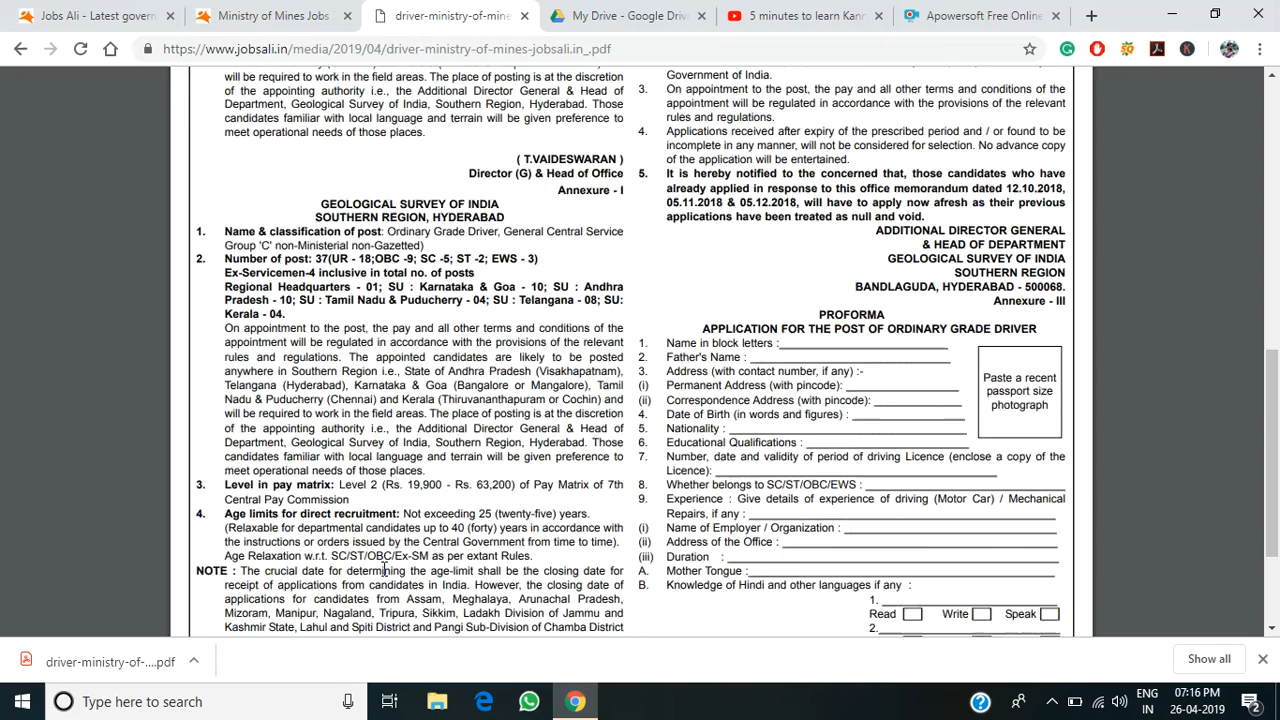 Jobs Ali - Latest govern
Ministry of Mines Jobs
driver-ministry-of-mine
My Drive - Google Driv
5 minutes to learn Kann
Apowersoft Free Online
https://www.jobsali.in/media/2019/04/driver-ministry-of-mines-jobsali.in_.pdf
will be required to work in the field areas. The place of posting is at the discretion
of the appointing authority i.e., the Additional Director General & Head of
Department, Geological Survey of India, Southern Region, Hyderabad. Those
candidates familiar with local language and terrain will be given preference to
meet operational needs of those places.
( T.VAIDESWARAN )
Director (G) & Head of Office
Annexure - I
GEOLOGICAL SURVEY OF INDIA
SOUTHERN REGION, HYDERABAD
1. Name & classification of post: Ordinary Grade Driver, General Central Service
Group 'C' non-Ministerial non-Gazetted)
2. Number of post: 37(UR - 18;OBC -9; SC -5; ST -2; EWS - 3)
Ex-Servicemen-4 inclusive in total no. of posts
Regional Headquarters - 01; SU : Karnataka & Goa - 10; SU : Andhra
Pradesh - 10; SU : Tamil Nadu & Puducherry - 04; SU : Telangana - 08; SU:
Kerala - 04.
On appointment to the post, the pay and all other terms and conditions of the
appointment will be regulated in accordance with the provisions of the relevant
rules and regulations. The appointed candidates are likely to be posted
anywhere in Southern Region i.e., State of Andhra Pradesh (Visakhapatnam),
Telangana (Hyderabad), Karnataka & Goa (Bangalore or Mangalore), Tamil
Nadu & Puducherry (Chennai) and Kerala (Thiruvananthapuram or Cochin) and
will be required to work in the field areas. The place of posting is at the discretion
of the appointing authority i.e., the Additional Director General & Head of
Department, Geological Survey of India, Southern Region, Hyderabad. Those
candidates familiar with local language and terrain will be given preference to
meet operational needs of those places.
3. Level in pay matrix: Level 2 (Rs. 19,900 - Rs. 63,200) of Pay Matrix of 7th
Central Pay Commission
4. Age limits for direct recruitment: Not exceeding 25 (twenty-five) years.
(Relaxable for departmental candidates up to 40 (forty) years in accordance with
the instructions or orders issued by the Central Government from time to time).
Age Relaxation w.r.t. SC/ST/OBC/Ex-SM as per extant Rules.
NOTE : The crucial date for determining the age-limit shall be the closing date for
receipt of applications from candidates in India. However, the closing date of
applications for candidates from Assam, Meghalaya, Arunachal Pradesh,
Mizoram, Manipur, Nagaland, Tripura, Sikkim, Ladakh Division of Jammu and
Kashmir State, Lahul and Spiti District and Pangi Sub-Division of Chamba District
Government of India.
3. On appointment to the post, the pay and all other terms and conditions of the
appointment will be regulated in accordance with the provisions of the relevant
rules and regulations.
4. Applications received after expiry of the prescribed period and / or found to be
incomplete in any manner, will not be considered for selection. No advance copy
of the application will be entertained.
5. It is hereby notified to the concerned that, those candidates who have
already applied in response to this office memorandum dated 12.10.2018,
05.11.2018 & 05.12.2018, will have to apply now afresh as their previous
applications have been treated as null and void.
ADDITIONAL DIRECTOR GENERAL
& HEAD OF DEPARTMENT
GEOLOGICAL SURVEY OF INDIA
SOUTHERN REGION
BANDLAGUDA, HYDERABAD - 500068.
Annexure - III
PROFORMA
APPLICATION FOR THE POST OF ORDINARY GRADE DRIVER
1. Name in block letters :
2. Father's Name :
3. Address (with contact number, if any) :-
(i) Permanent Address (with pincode):
(ii) Correspondence Address (with pincode):
4. Date of Birth (in words and figures) :
5. Nationality :
6. Educational Qualifications :
Paste a recent
passport size
photograph
7. Number, date and validity of period of driving Licence (enclose a copy of the
Licence):
8. Whether belongs to SC/ST/OBC/EWS :
9. Experience : Give details of experience of driving (Motor Car) / Mechanical
Repairs, if any :
(i) Name of Employer / Organization :
(ii) Address of the Office :
(iii) Duration :
A. Mother Tongue :
B. Knowledge of Hindi and other languages if any :
1.
Read Write Speak
2.
driver-ministry-of-....pdf
Show all
Type here to search
ENG
IN
07:16 PM
26-04-2019
2